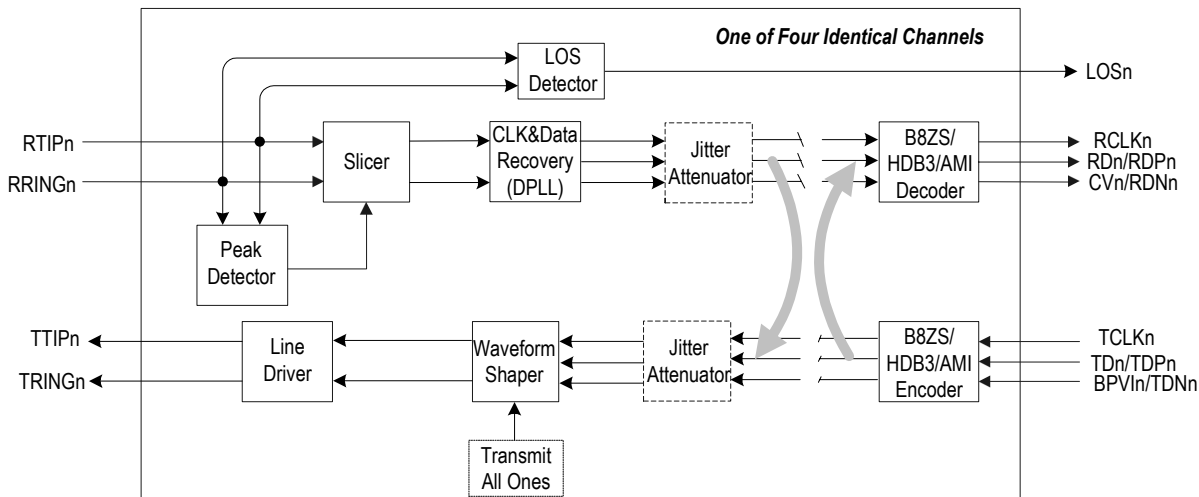 One of Four Identical Channels
LOS
Detector
LOSn
RTIPn
RRINGn
Slicer
CLK&Data
Recovery
(DPLL)
Jitter
Attenuator
B8ZS/
HDB3/AMI
Decoder
RCLKn
RDn/RDPn
CVn/RDNn
Peak
Detector
TTIPn
TRINGn
Line
Driver
Waveform
Shaper
Jitter
Attenuator
B8ZS/
HDB3/AMI
Encoder
TCLKn
TDn/TDPn
BPVIn/TDNn
Transmit
All Ones